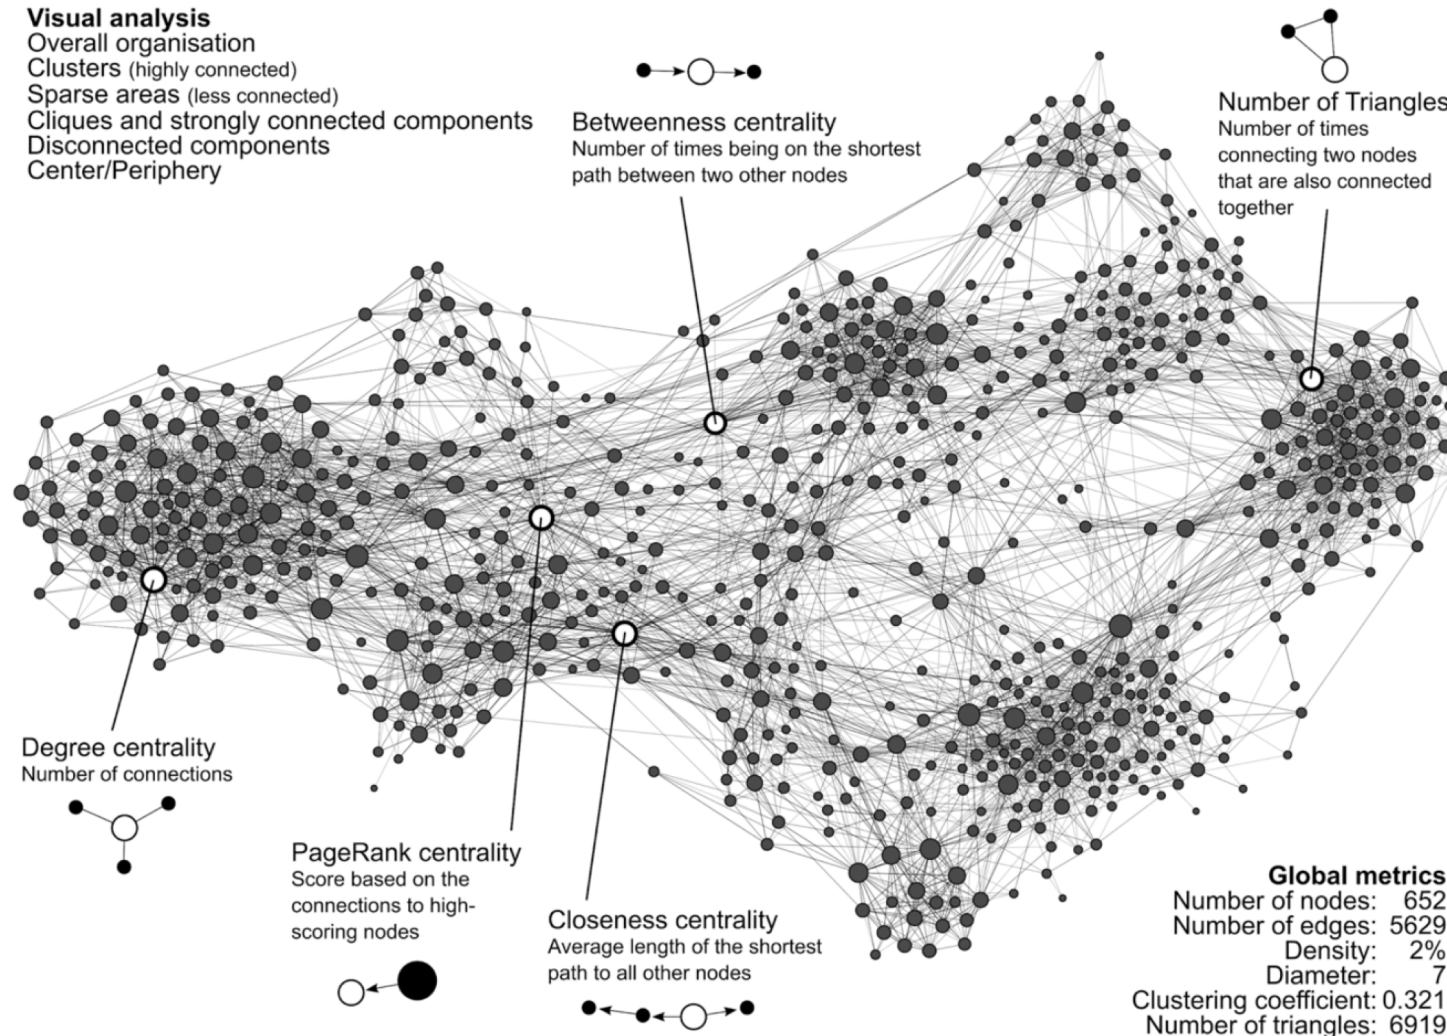 Visual analysis
Overall organisation
Clusters (highly connected)
Sparse areas (less connected)
Cliques and strongly connected components
Disconnected components
Center/Periphery
Betweenness centrality
Number of times being on the shortest
path between two other nodes
Number of Triangles
Number of times
connecting two nodes
that are also connected
together
Degree centrality
Number of connections
PageRank centrality
Score based on the
connections to high-
scoring nodes
Closeness centrality
Average length of the shortest
path to all other nodes
Global metrics
Number of nodes: 652
Number of edges: 5629
Density: 2%
Diameter: 7
Clustering coefficient: 0.321
Number of triangles: 6919